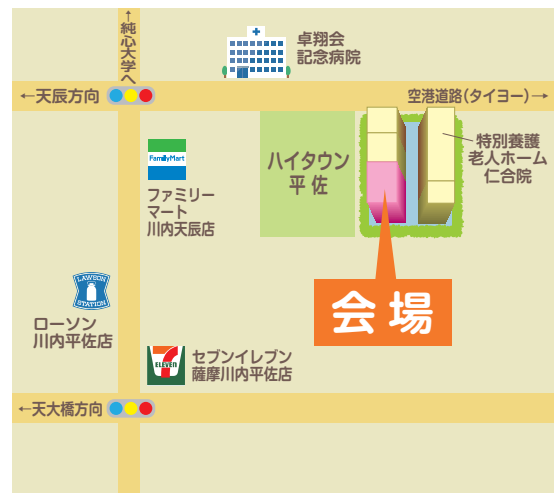 ←純心大学へ
卓翔会
記念病院
←天辰方向
空港道路(タイヨー)→
FamilyMart
ファミリー
マート
川内天辰店
ハイタウン
平佐
特別養護
老人ホーム
仁合院
会場
LAWSON
STATION
ローソン
川内平佐店
7
ELEVEN
セブンイレブン
薩摩川内平佐店
←天大橋方向